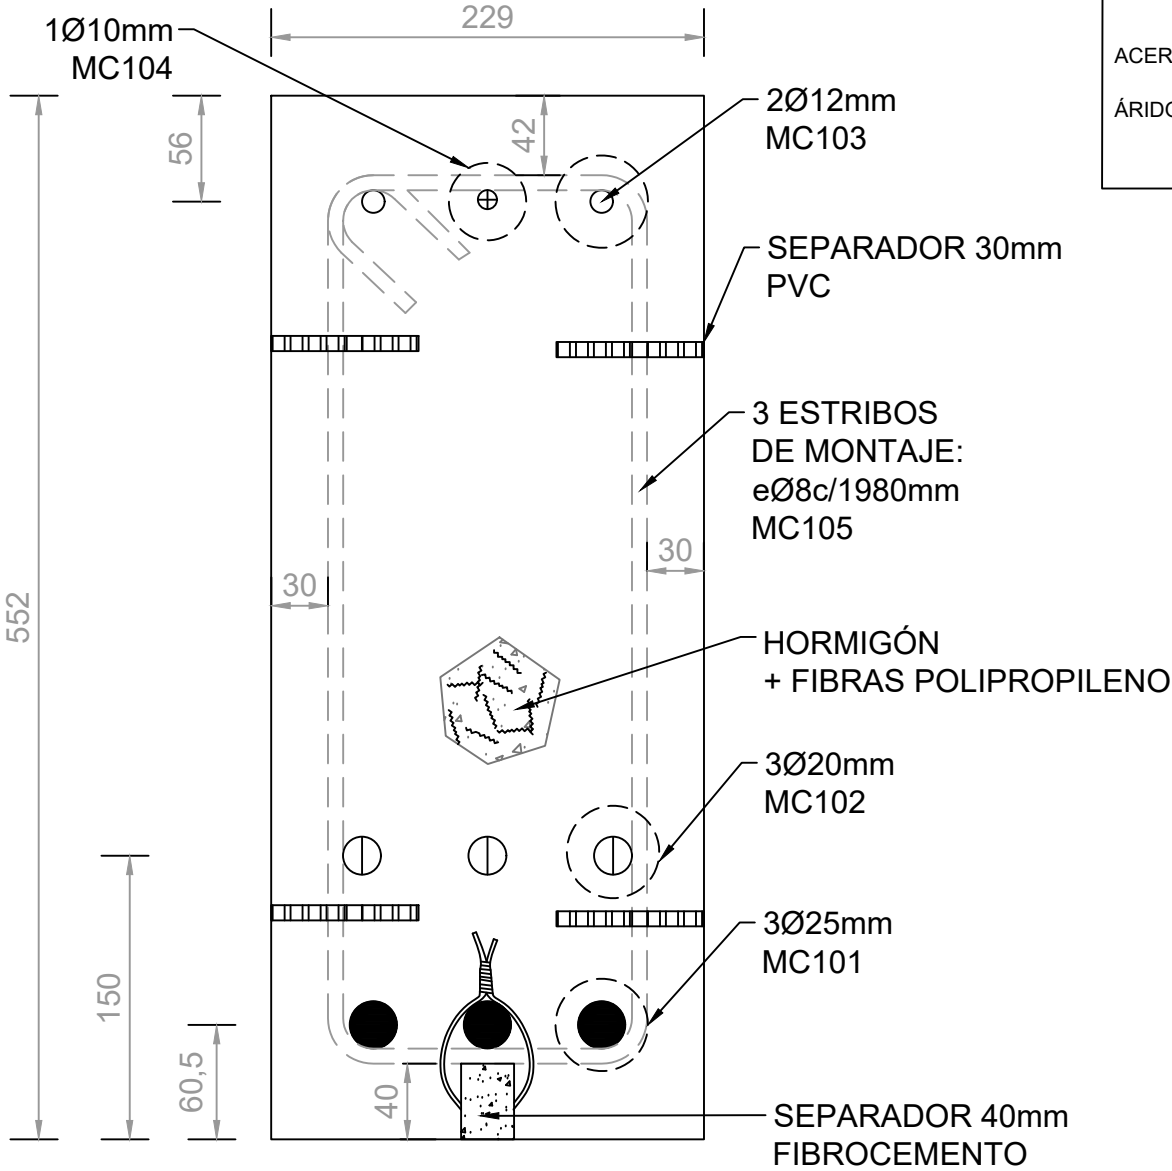 229
1Ø10mm
MC104
ACER
ÁRIDO
2Ø12mm
MC103
56
42
SEPARADOR 30mm
PVC
3 ESTRIBOS
DE MONTAJE:
eØ8c/1980mm
MC105
30
30
552
HORMIGÓN
+ FIBRAS POLIPROPILENO
3Ø20mm
MC102
3Ø25mm
MC101
150
60,5
40
SEPARADOR 40mm
FIBROCEMENTO